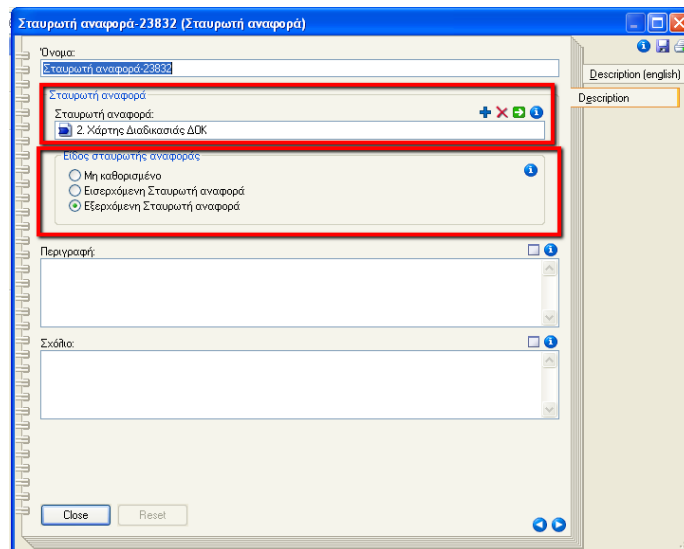 Σταυρωτή αναφορά-23832 (Σταυρωτή αναφορά)
Όνομα:
Σταυρωτή αναφορά-23832
Description (english)
Description
Σταυρωτή αναφορά
Σταυρωτή αναφορά:
2. Χάρτης Διαδικασιάς ΔΟΚ
Είδος σταυρωτής αναφοράς
Μη καθορισμένο
Εισερχόμενη Σταυρωτή αναφορά
Εξερχόμενη Σταυρωτή αναφορά
Περιγραφή:
Σχόλιο:
Close
Reset